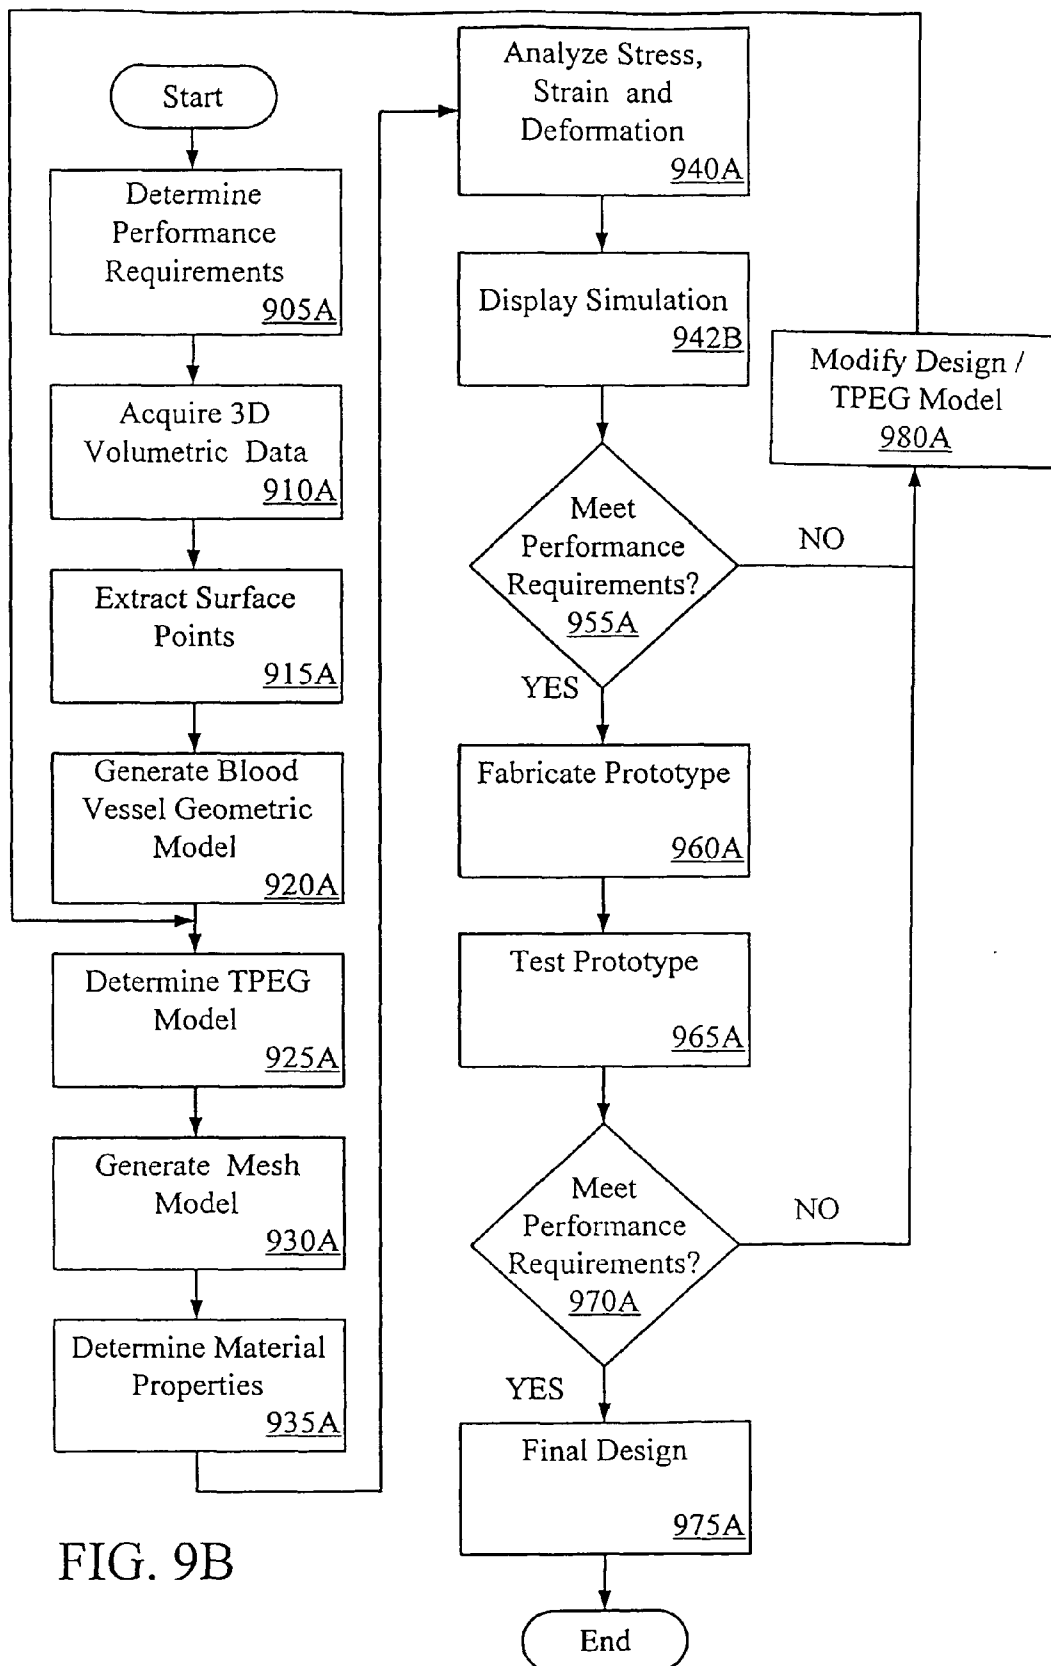 Start
Determine
Performance
Requirements
905A
Acquire 3D
Volumetric Data
910A
Extract Surface
Points
915A
Generate Blood
Vessel Geometric
Model
920A
Determine TPEG
Model
925A
Generate Mesh
Model
930A
Determine Material
Properties
935A
Analyze Stress,
Strain and
Deformation
940A
Display Simulation
942B
Meet
Performance
Requirements?
955A
NO
YES
Modify Design /
TPEG Model
980A
Fabricate Prototype
960A
Test Prototype
965A
Meet
Performance
Requirements?
970A
NO
YES
Final Design
975A
End
FIG. 9B